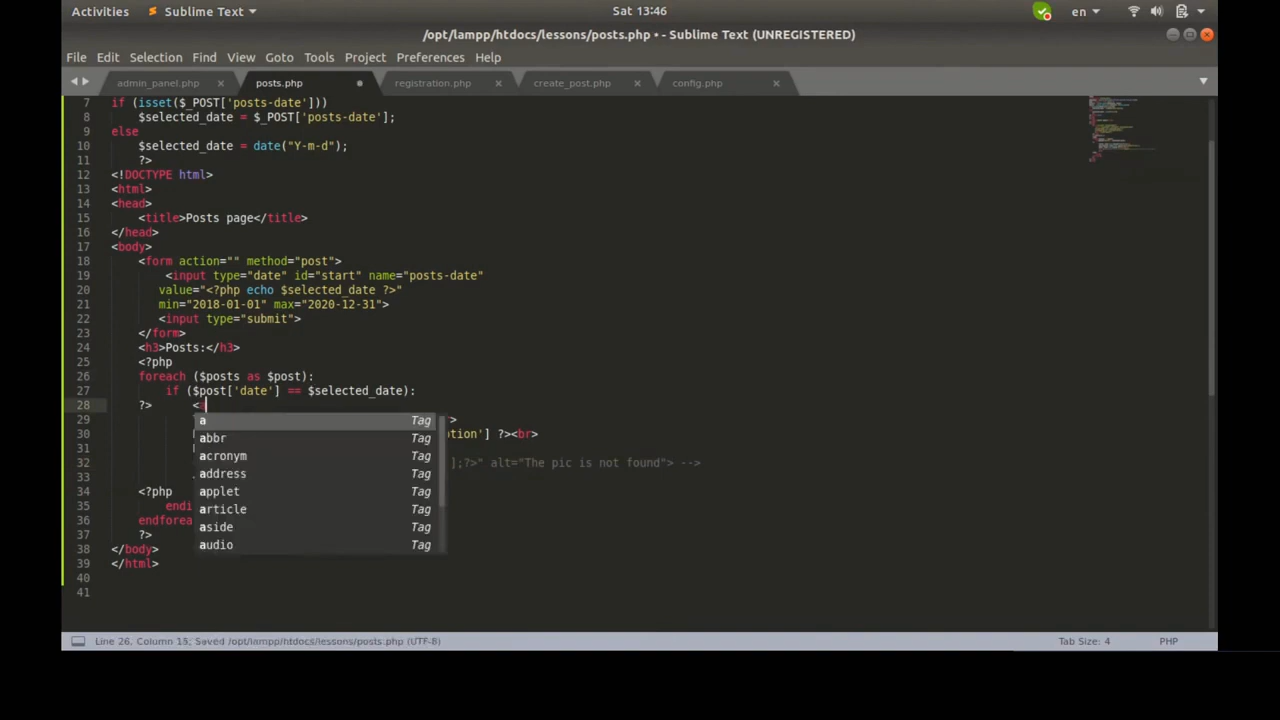 Activities Sublime Text Sat 13:46 en
/opt/lampp/htdocs/lessons/posts.php • - Sublime Text (UNREGISTERED)
File Edit Selection Find View Goto Tools Project Preferences Help
admin_panel.php posts.php registration.php create_post.php config.php
7 if (isset($_POST['posts-date']))
8 $selected_date = $_POST['posts-date'];
9 else
10 $selected_date = date("Y-m-d");
11 ?>
12 <!DOCTYPE html>
13 <html>
14 <head>
15 <title>Posts page</title>
16 </head>
17 <body>
18 <form action="" method="post">
19 <input type="date" id="start" name="posts-date"
20 value="<?php echo $selected_date ?>"
21 min="2018-01-01" max="2020-12-31">
22 <input type="submit">
23 </form>
24 <h3>Posts:</h3>
25 <?php
26 foreach ($posts as $post):
27 if ($post['date'] == $selected_date):
28 ?> <a
29 >
30 tion'] ?><br>
31
32 ];?>" alt="The pic is not found"> -->
33
34 <?php
35 endi
36 endforea
37 ?>
38 </body>
39 </html>
40
41
a Tag
abbr Tag
acronym Tag
address Tag
applet Tag
article Tag
aside Tag
audio Tag
Line 26, Column 15; Saved /opt/lampp/htdocs/lessons/posts.php (UTF-8) Tab Size: 4 PHP